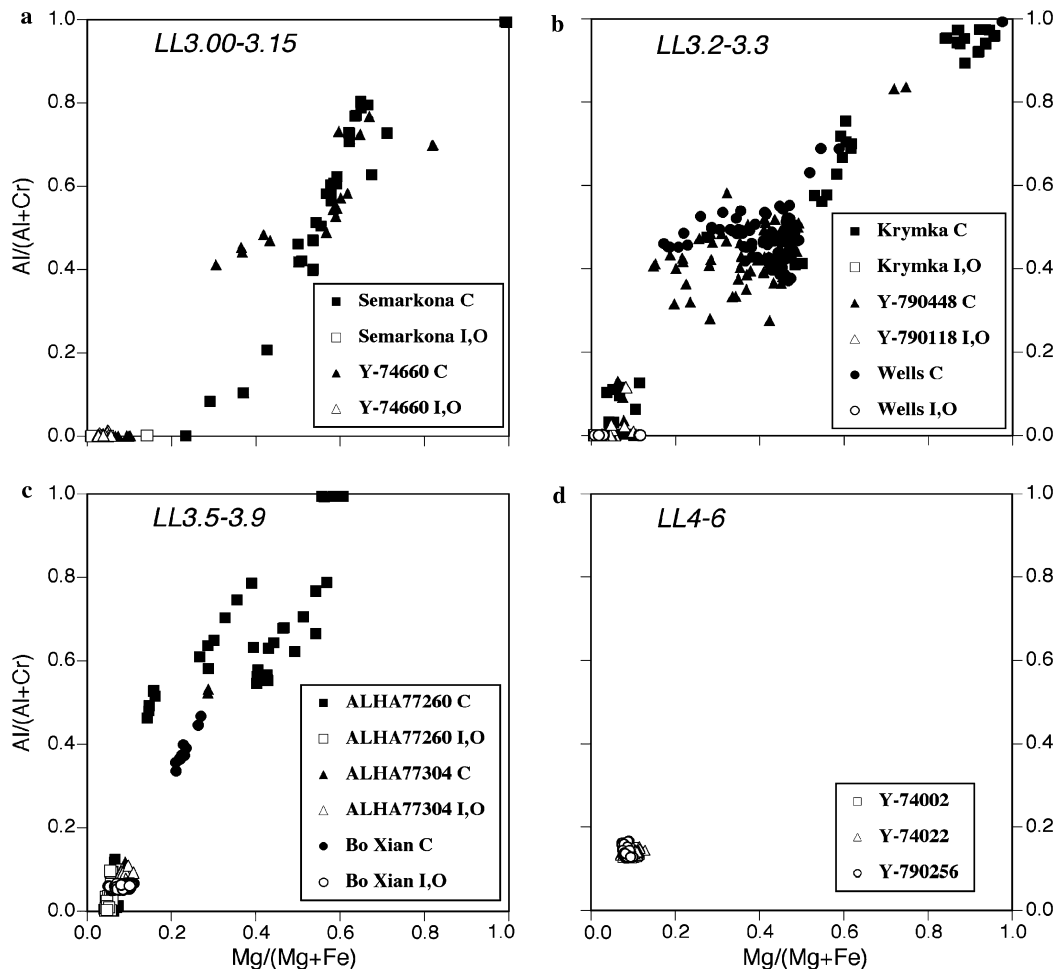 a
LL3.00-3.15
1.0
0.8
0.6
0.4
0.2
0.0
Al/(Al+Cr)
Semarkona C
Semarkona I,O
Y-74660 C
Y-74660 I,O
b
LL3.2-3.3
1.0
0.8
0.6
0.4
0.2
0.0
Krymka C
Krymka I,O
Y-790448 C
Y-790118 I,O
Wells C
Wells I,O
c
LL3.5-3.9
1.0
0.8
0.6
0.4
0.2
0.0
Al/(Al+Cr)
ALHA77260 C
ALHA77260 I,O
ALHA77304 C
ALHA77304 I,O
Bo Xian C
Bo Xian I,O
0.0 0.2 0.4 0.6 0.8 1.0
Mg/(Mg+Fe)
d
LL4-6
1.0
0.8
0.6
0.4
0.2
0.0
Y-74002
Y-74022
Y-790256
0.0 0.2 0.4 0.6 0.8 1.0
Mg/(Mg+Fe)